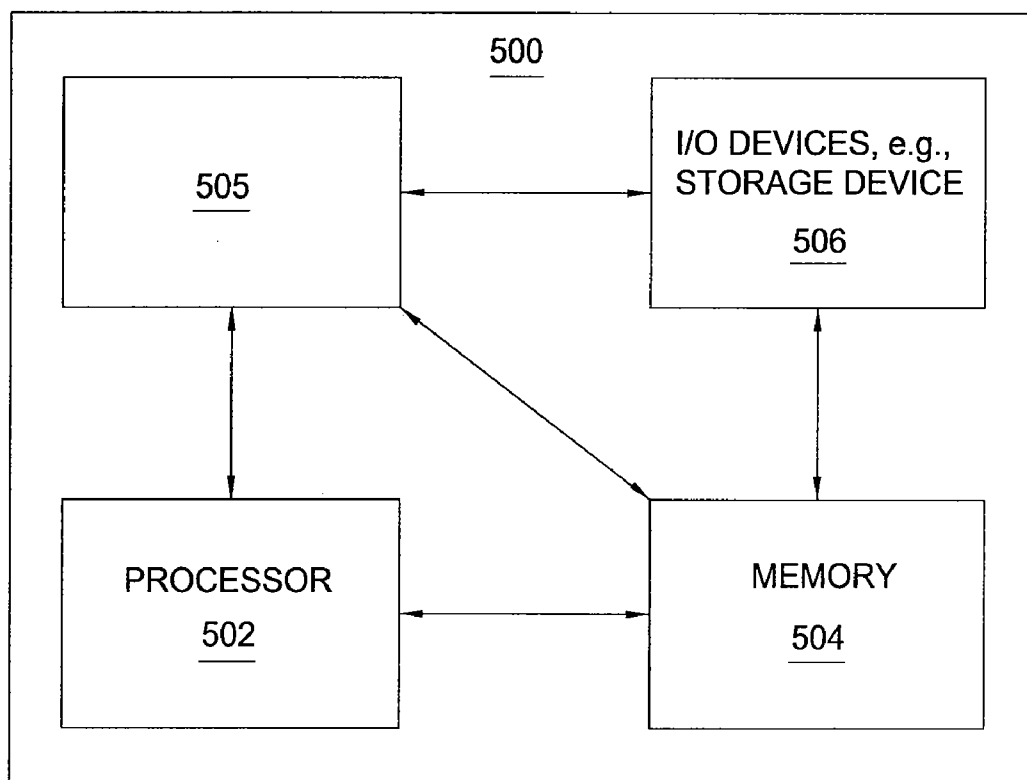 500
505
I/O DEVICES, e.g.,
STORAGE DEVICE
506
PROCESSOR
502
MEMORY
504